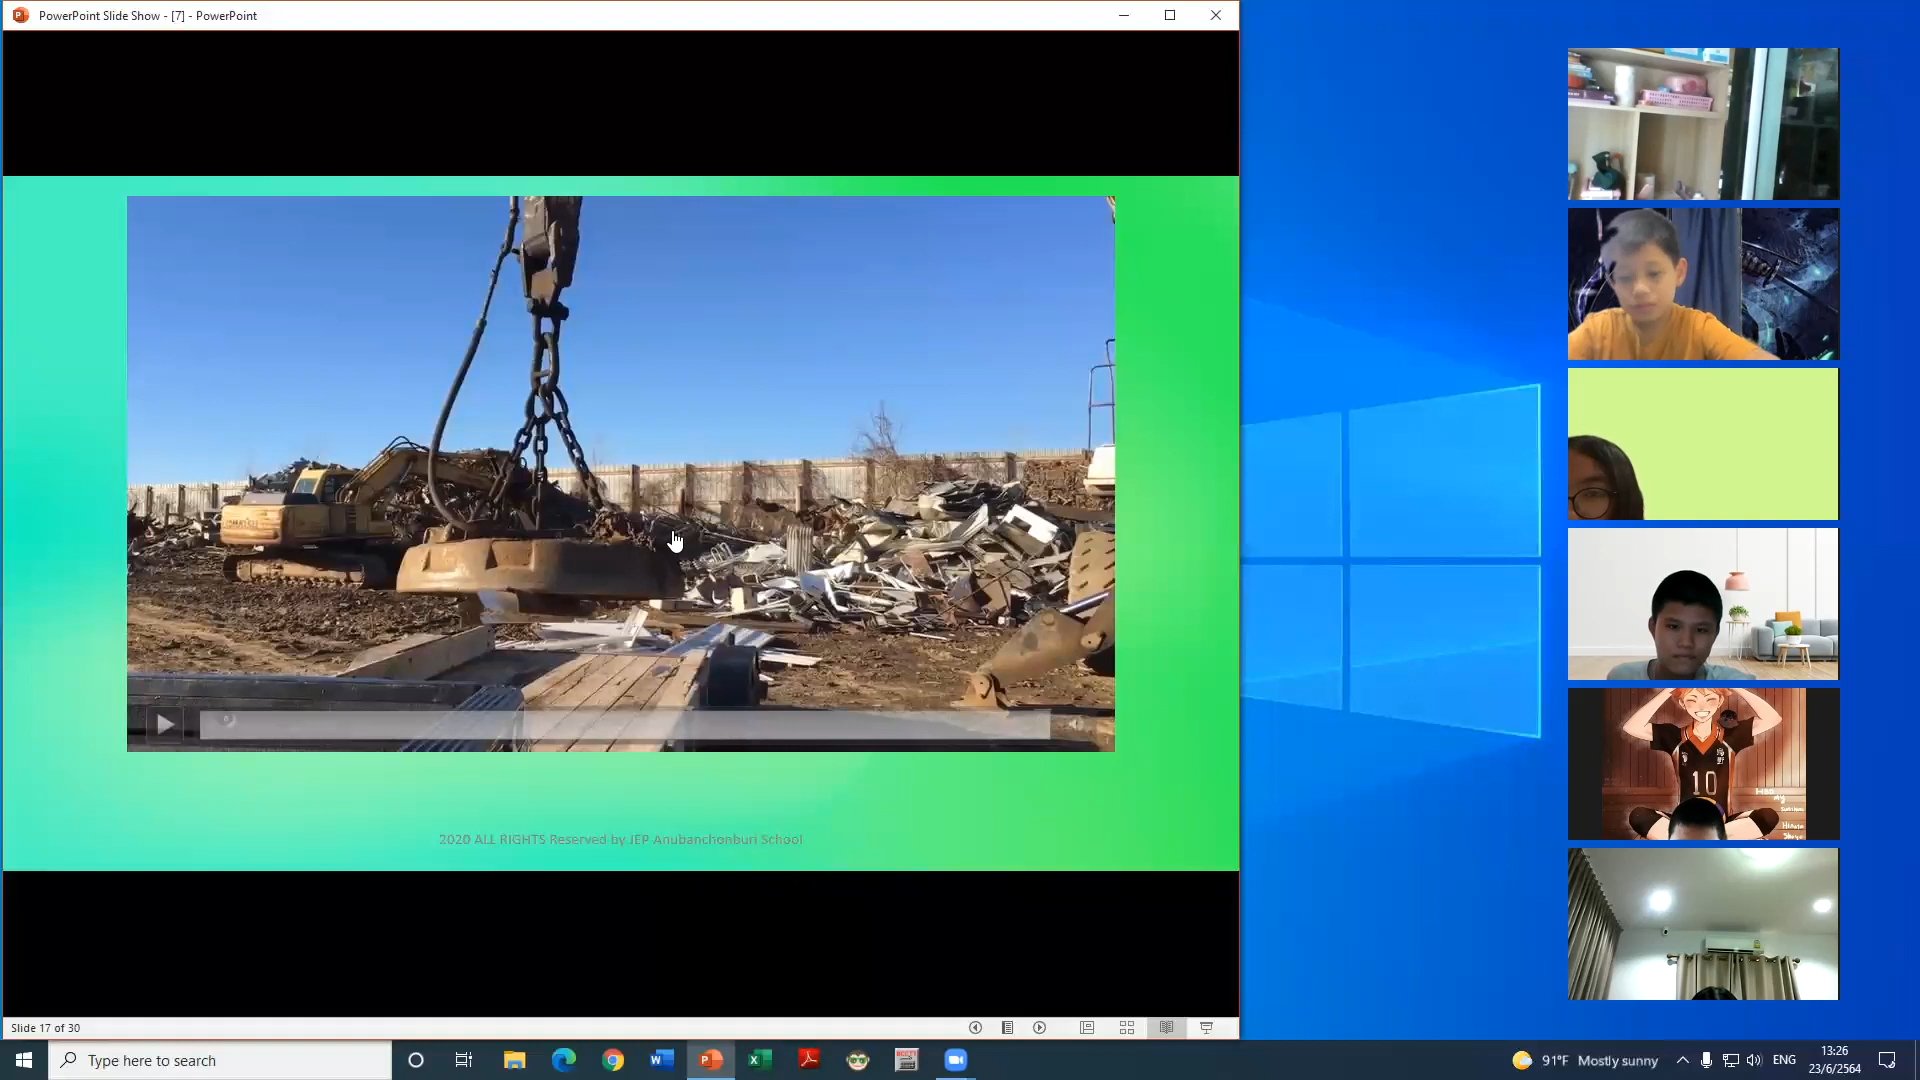 PowerPoint Slide Show - [7] - PowerPoint
2020 ALL RIGHTS Reserved by JEP Anubanchonburi School
10
Slide 17 of 30
Type here to search
91°F Mostly sunny
ENG
13:26
23/6/2564